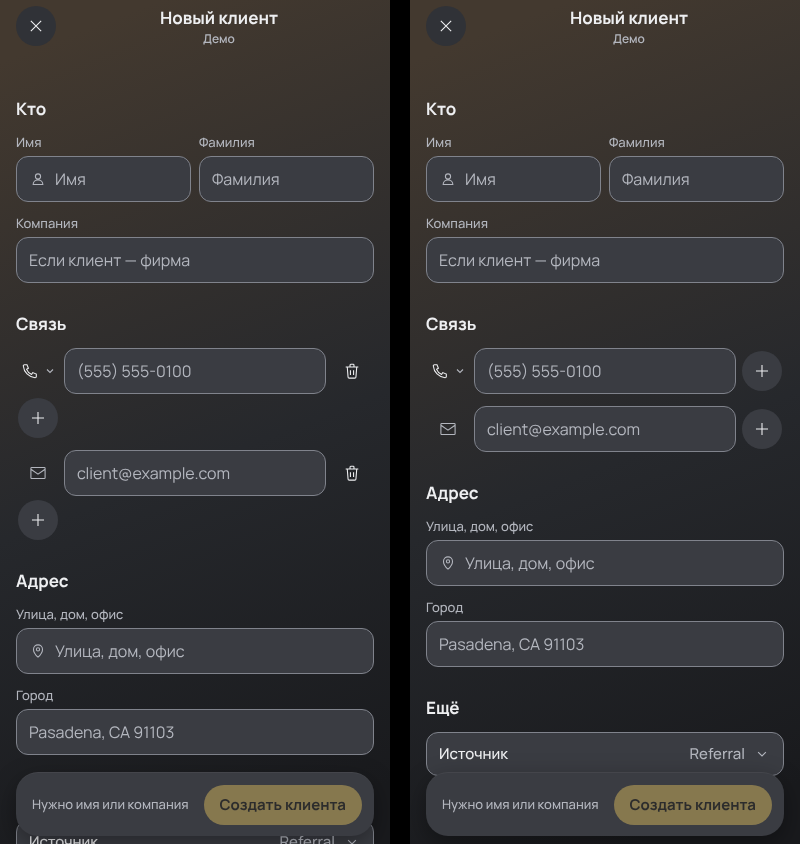 Новый клиент
Демо
Кто
Имя Фамилия
Имя Фамилия
Компания
Если клиент — фирма
Связь
(555) 555-0100
client@example.com
Адрес
Улица, дом, офис
Улица, дом, офис
Город
Pasadena, CA 91103
Нужно имя или компания Создать клиента
Источник Referral
Новый клиент
Демо
Кто
Имя Фамилия
Имя Фамилия
Компания
Если клиент — фирма
Связь
(555) 555-0100
client@example.com
Адрес
Улица, дом, офис
Улица, дом, офис
Город
Pasadena, CA 91103
Ещё
Источник Referral
Нужно имя или компания Создать клиента